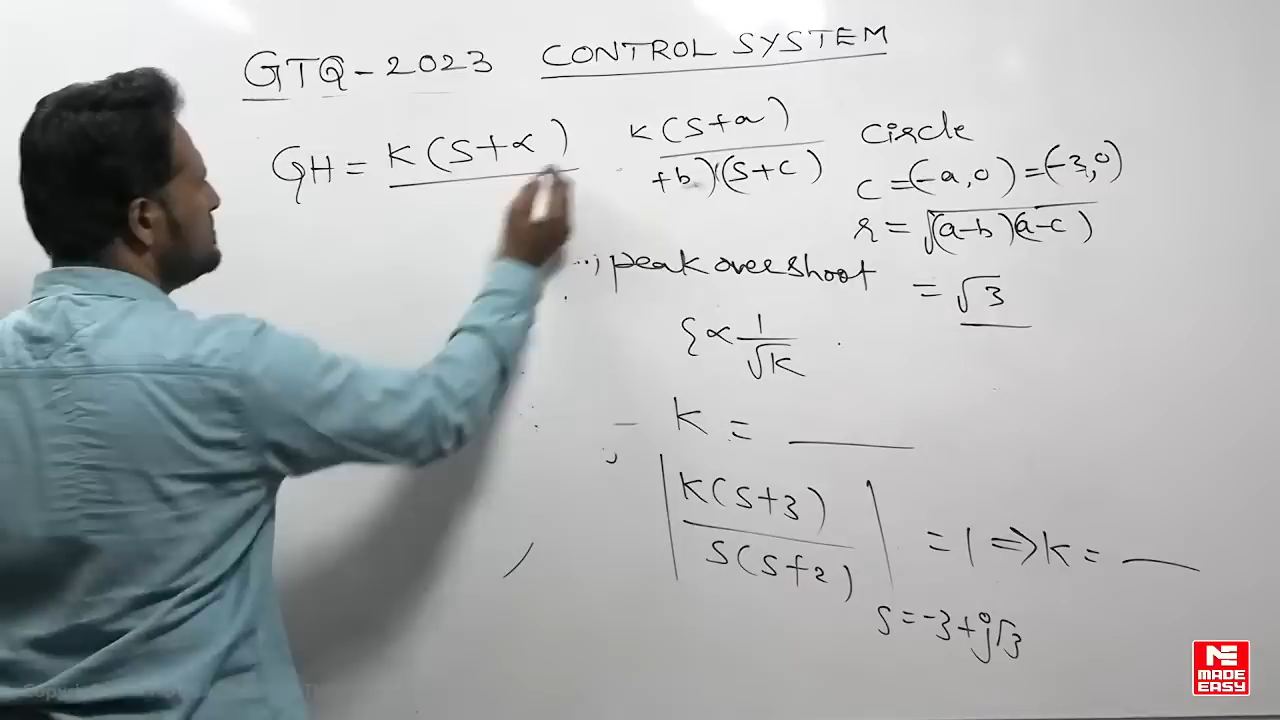 GTQ-2023 CONTROL SYSTEM
GH = K(S+α)
K(S+a)
+b)(S+c)
circle
C = (-a,0) = (-3,0)
r = √(a-b)(a-c)
= √3
peak overshoot
ξ ∝ 1/√K
K = ____
|K(S+3)
S(S+2)| = 1 ⇒ K = __
S = -3+j√3
MADE EASY